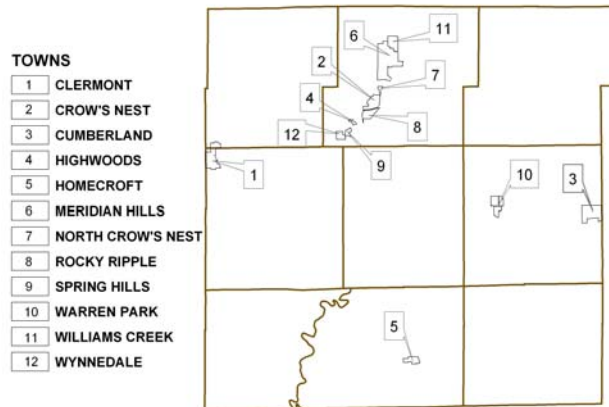 TOWNS
1 CLERMONT
2 CROW'S NEST
3 CUMBERLAND
4 HIGHWOODS
5 HOMECROFT
6 MERIDIAN HILLS
7 NORTH CROW'S NEST
8 ROCKY RIPPLE
9 SPRING HILLS
10 WARREN PARK
11 WILLIAMS CREEK
12 WYNNEDALE
11
6
2
7
4
8
12
9
1
10
3
5